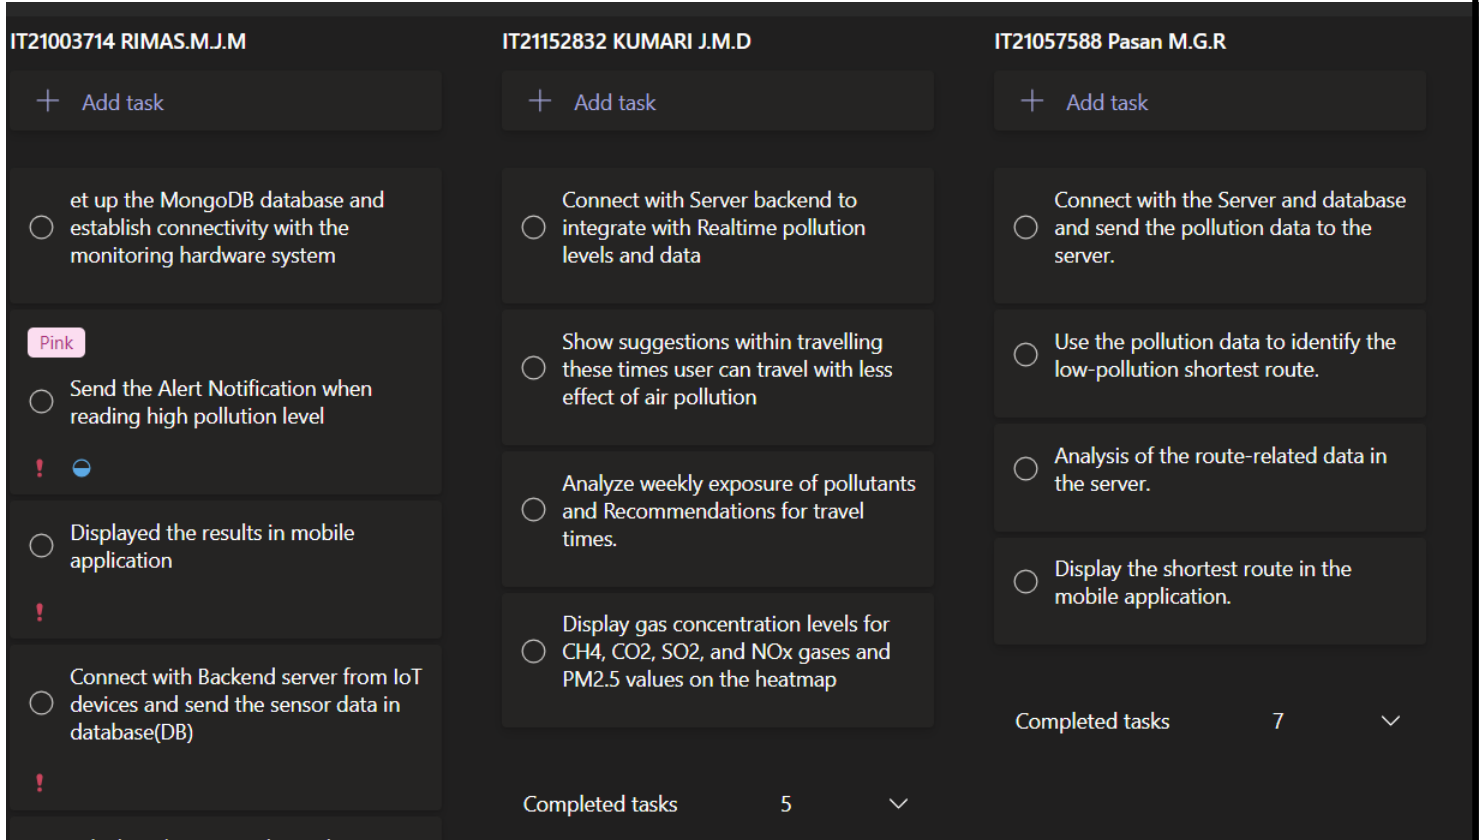 IT21003714 RIMAS.M.J.M
Add task
et up the MongoDB database and
establish connectivity with the
monitoring hardware system
Pink
Send the Alert Notification when
reading high pollution level
Displayed the results in mobile
application
Connect with Backend server from IoT
devices and send the sensor data in
database(DB)
IT21152832 KUMARI J.M.D
Add task
Connect with Server backend to
integrate with Realtime pollution
levels and data
Show suggestions within travelling
these times user can travel with less
effect of air pollution
Analyze weekly exposure of pollutants
and Recommendations for travel
times.
Display gas concentration levels for
CH4, CO2, SO2, and NOx gases and
PM2.5 values on the heatmap
Completed tasks 5
IT21057588 Pasan M.G.R
Add task
Connect with the Server and database
and send the pollution data to the
server.
Use the pollution data to identify the
low-pollution shortest route.
Analysis of the route-related data in
the server.
Display the shortest route in the
mobile application.
Completed tasks 7